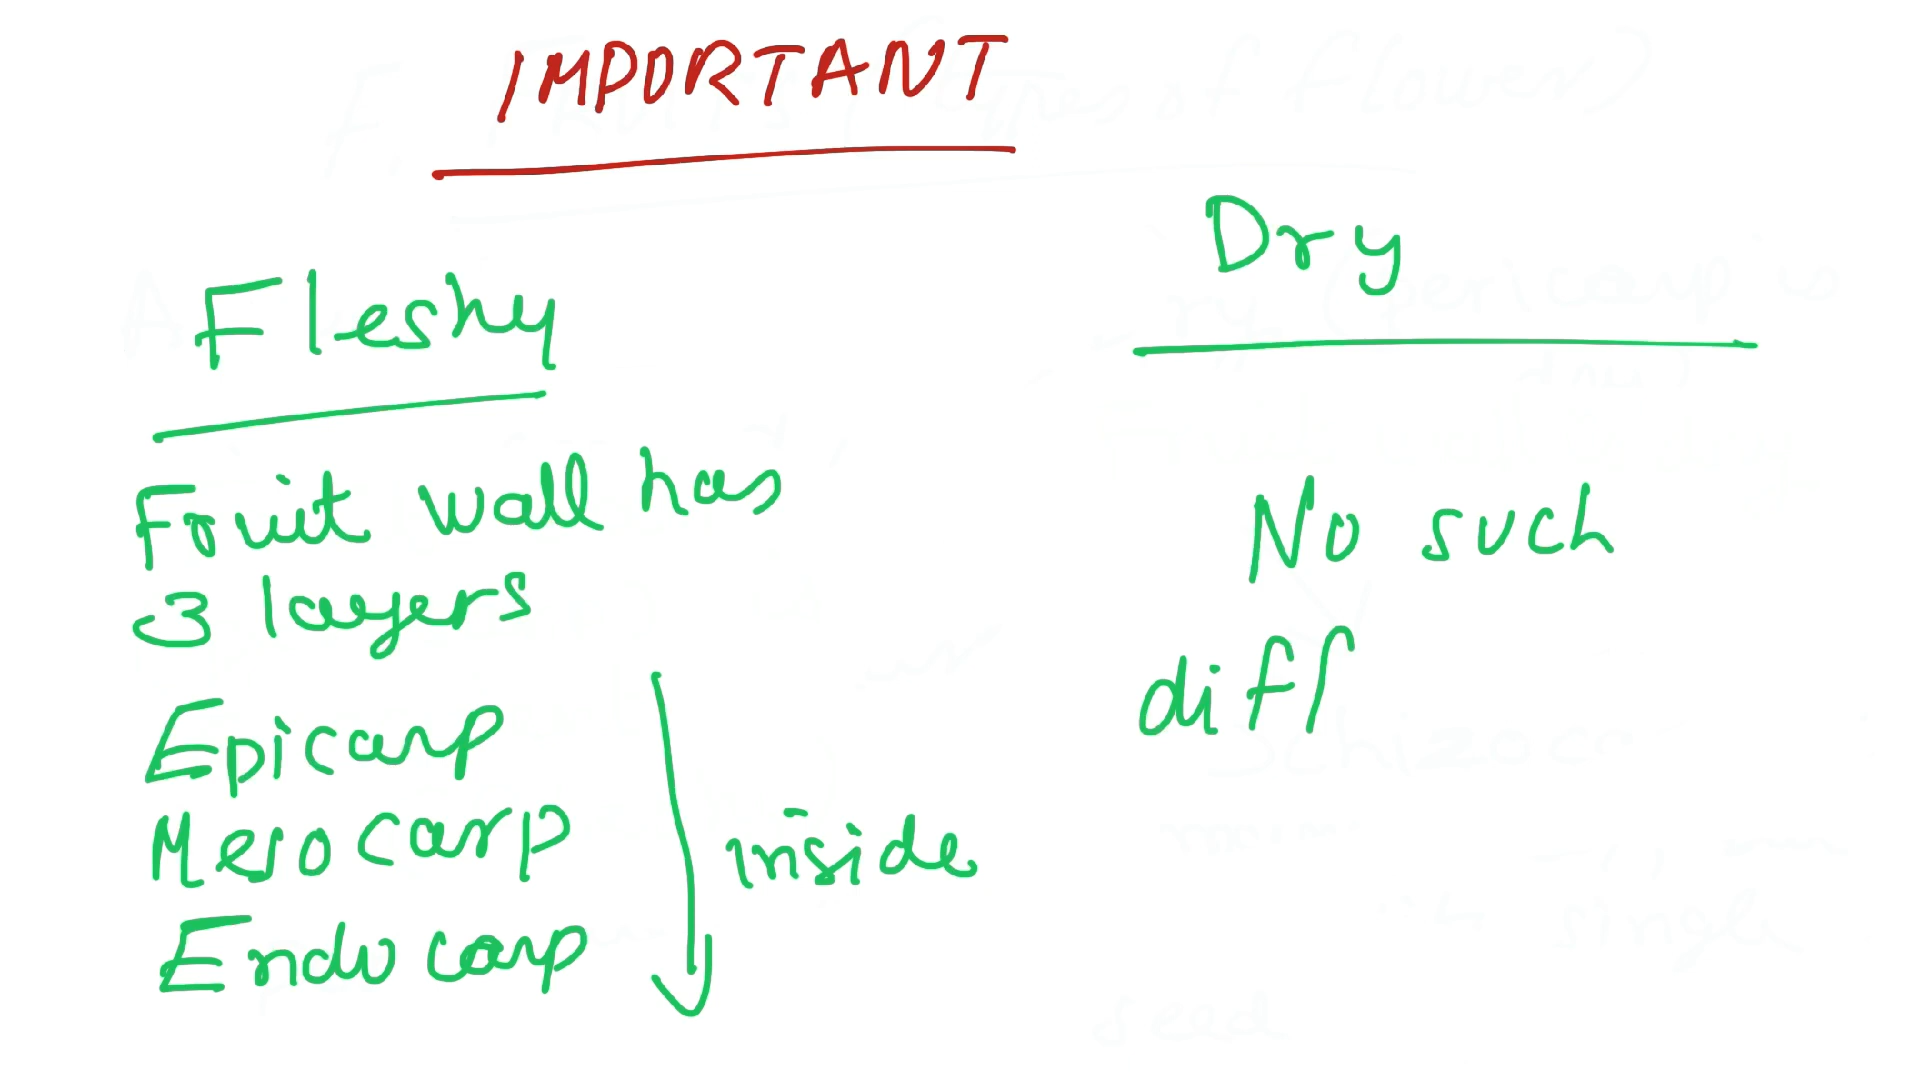 IMPORTANT
Fleshy
Fruit wall has
3 layers
Epicarp
Mesocarp
Endocarp
inside
Dry
No such
diff